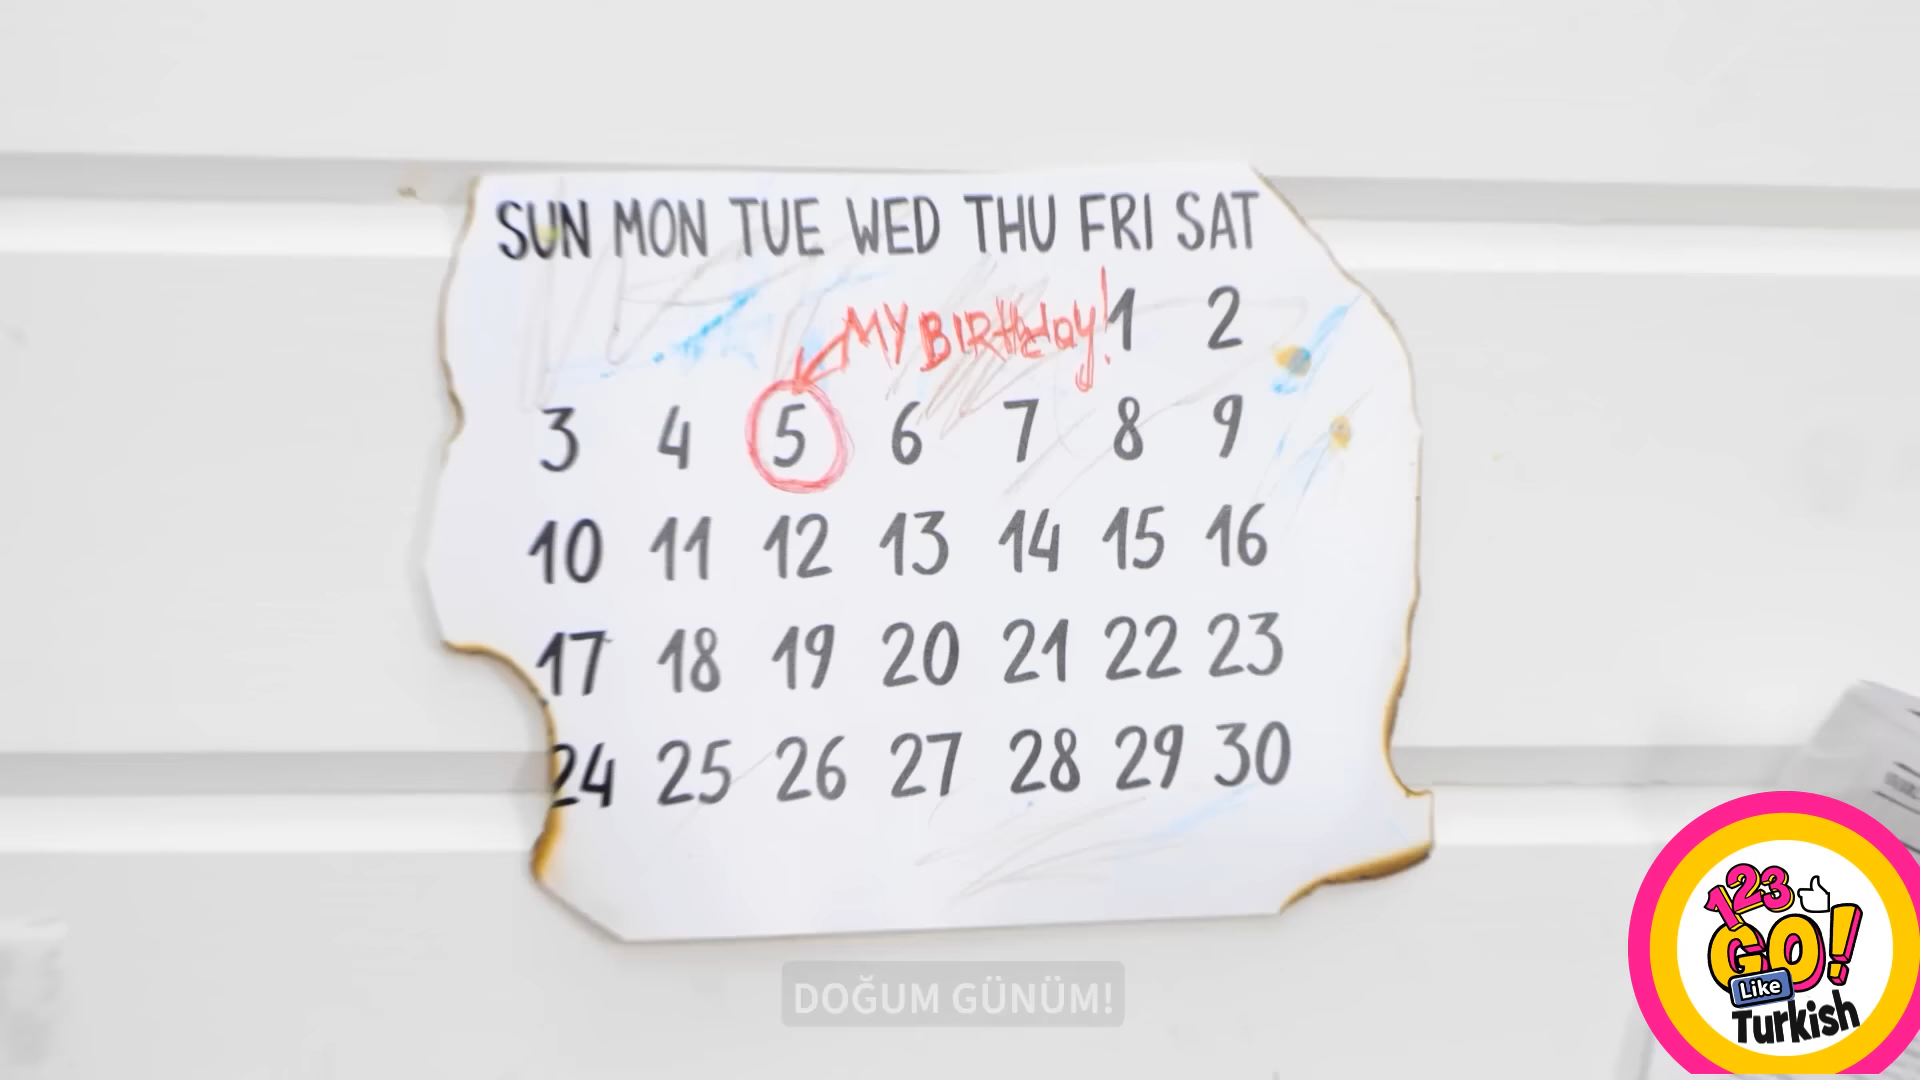 SUN MON TUE WED THU FRI SAT
MY BIRTHday! 1 2
3 4 5 6 7 8 9
10 11 12 13 14 15 16
17 18 19 20 21 22 23
24 25 26 27 28 29 30
DOĞUM GÜNÜM!
123
GO!
Like
Turkish